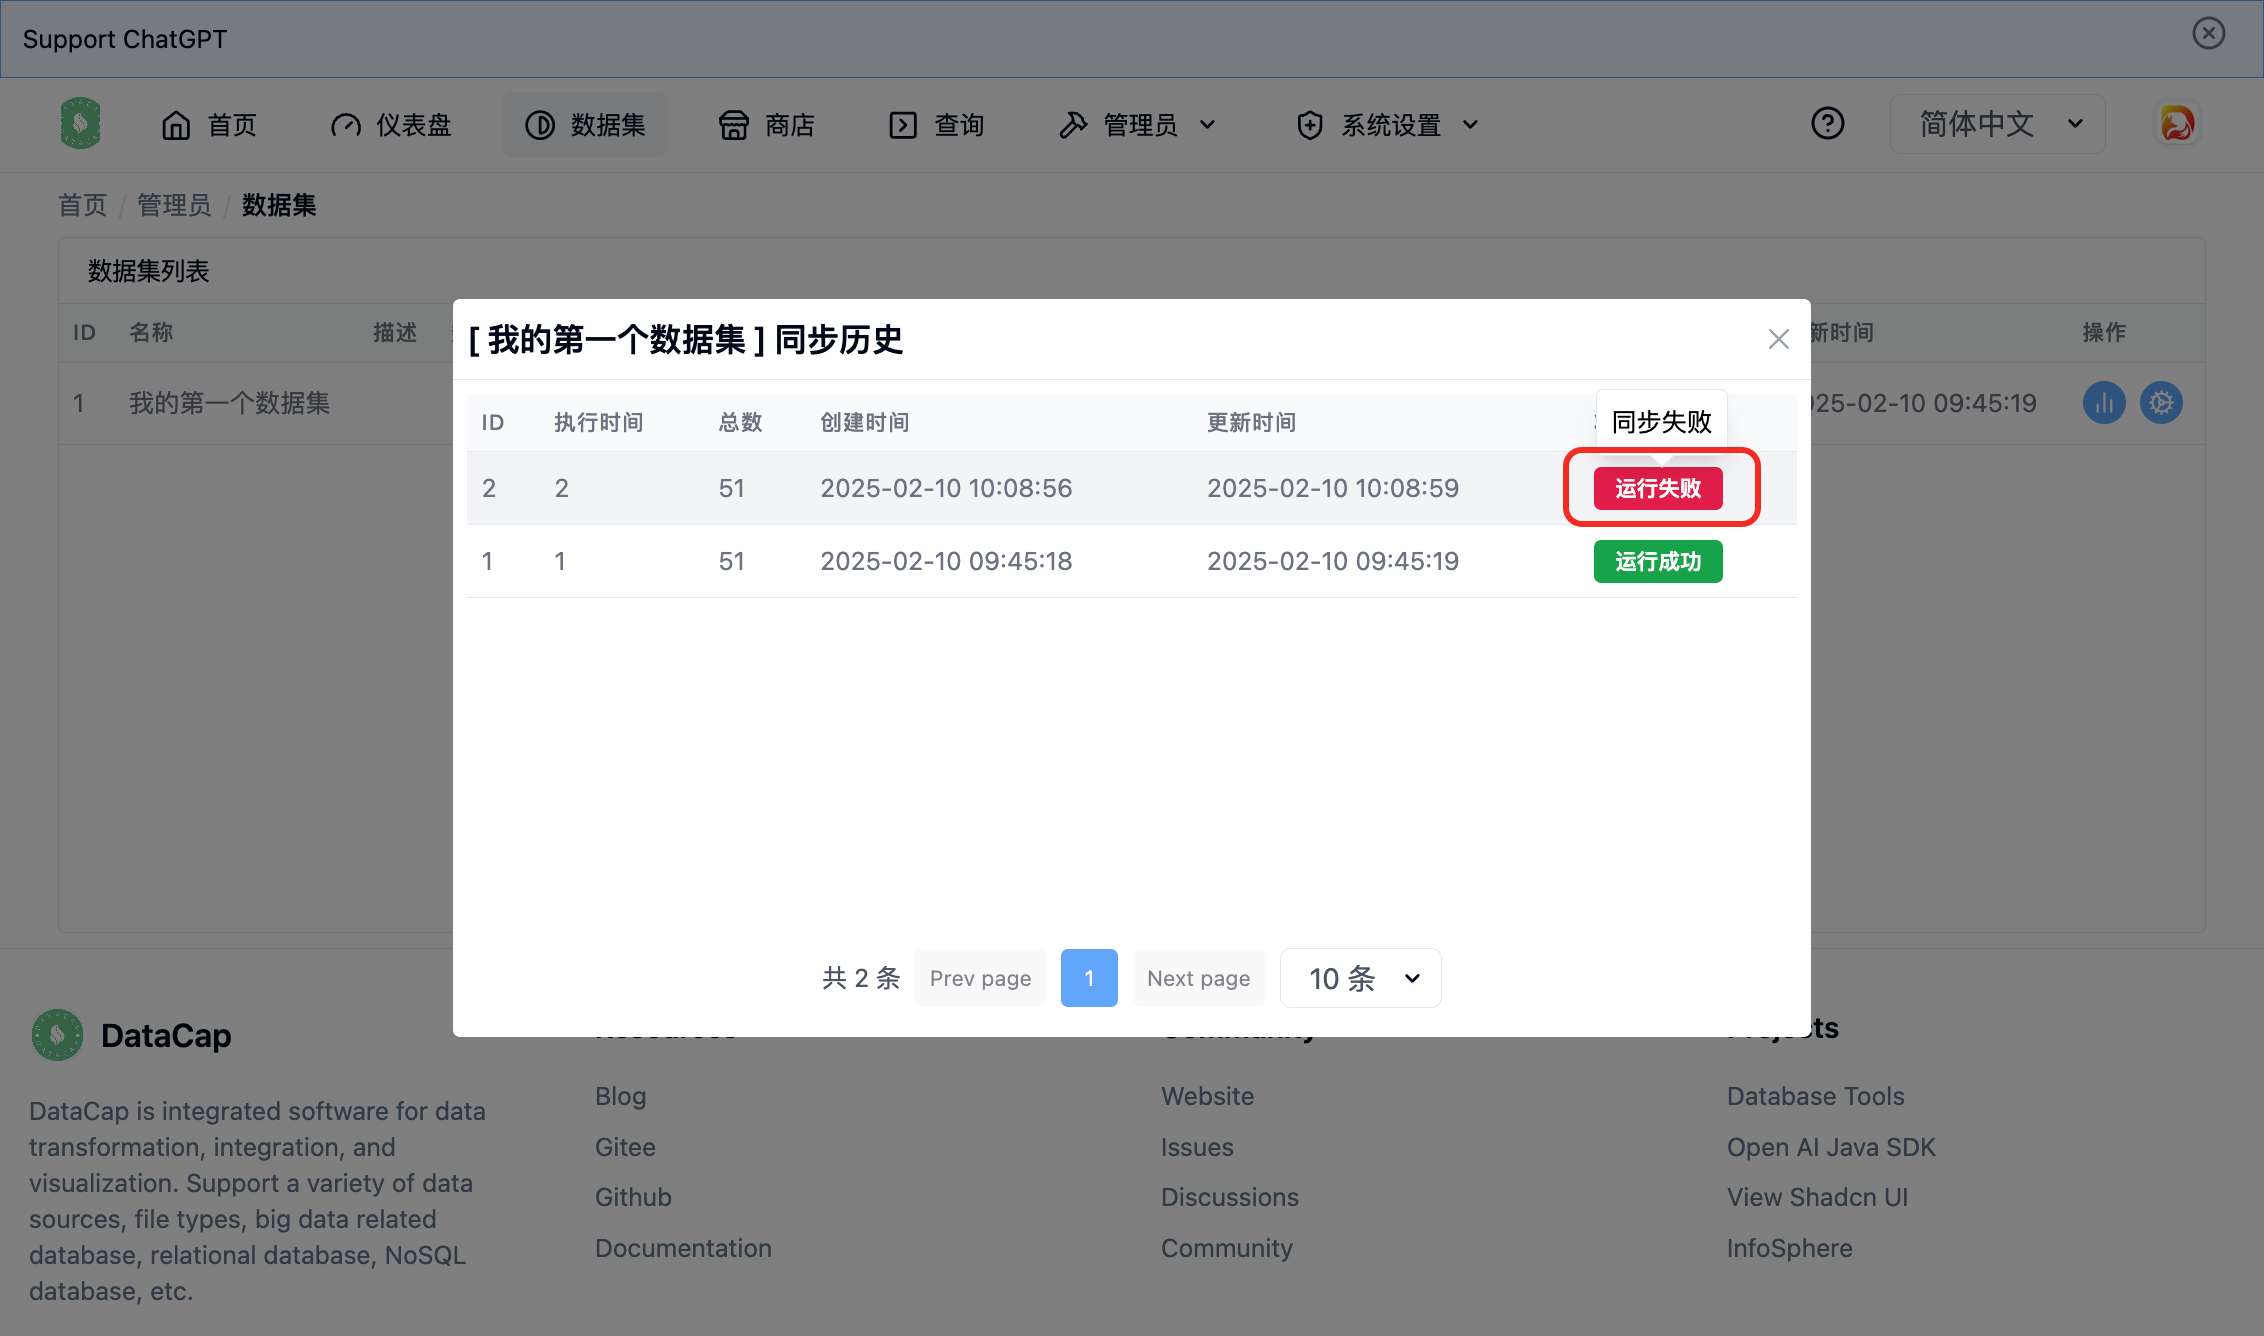 Support ChatGPT
首页 仪表盘 数据集 商店 查询 管理员 系统设置 简体中文
首页 / 管理员 / 数据集
数据集列表
ID 名称 描述 新时间 操作
1 我的第一个数据集 25-02-10 09:45:19
[ 我的第一个数据集 ] 同步历史
同步失败
ID 执行时间 总数 创建时间 更新时间
2 2 51 2025-02-10 10:08:56 2025-02-10 10:08:59 运行失败
1 1 51 2025-02-10 09:45:18 2025-02-10 09:45:19 运行成功
共 2 条 Prev page 1 Next page 10 条
DataCap
DataCap is integrated software for data
transformation, integration, and
visualization. Support a variety of data
sources, file types, big data related
database, relational database, NoSQL
database, etc.
Blog
Gitee
Github
Documentation
Community
Website
Issues
Discussions
Community
Projects
Database Tools
Open AI Java SDK
View Shadcn UI
InfoSphere